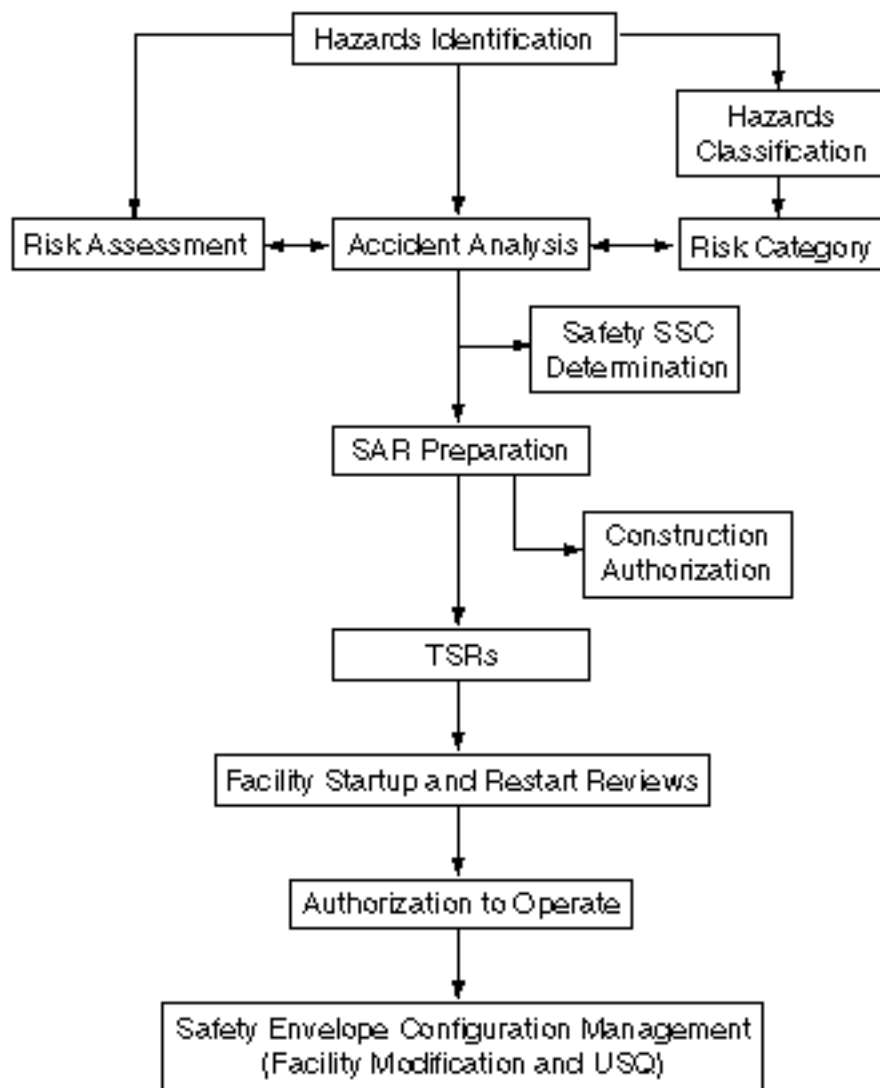 Hazards Identification
Hazards
Classification
Risk Assessment
Accident Analysis
Risk Category
Safety SSC
Determination
SAR Preparation
Construction
Authorization
TSRs
Facility Startup and Restart Reviews
Authorization to Operate
Safety Envelope Configuration Management
(Facility Modification and USQ)